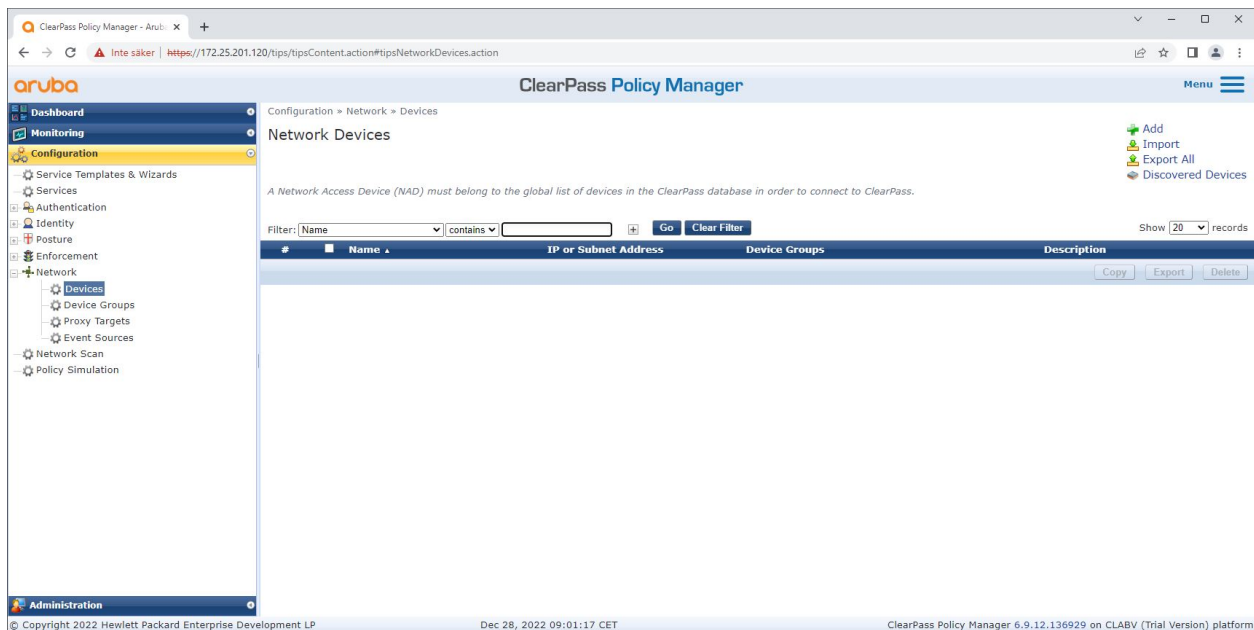 ClearPass Policy Manager - Arub
Inte säker | https://172.25.201.120/tips/tipsContent.action#tipsNetworkDevices.action
aruba
ClearPass Policy Manager
Menu
Dashboard
Monitoring
Configuration
Service Templates & Wizards
Services
Authentication
Identity
Posture
Enforcement
Network
Devices
Device Groups
Proxy Targets
Event Sources
Network Scan
Policy Simulation
Administration
Configuration » Network » Devices
Network Devices
Add
Import
Export All
Discovered Devices
A Network Access Device (NAD) must belong to the global list of devices in the ClearPass database in order to connect to ClearPass.
Filter: Name contains + Go Clear Filter Show 20 records
# Name IP or Subnet Address Device Groups Description
Copy Export Delete
© Copyright 2022 Hewlett Packard Enterprise Development LP Dec 28, 2022 09:01:17 CET ClearPass Policy Manager 6.9.12.136929 on CLABV (Trial Version) platform